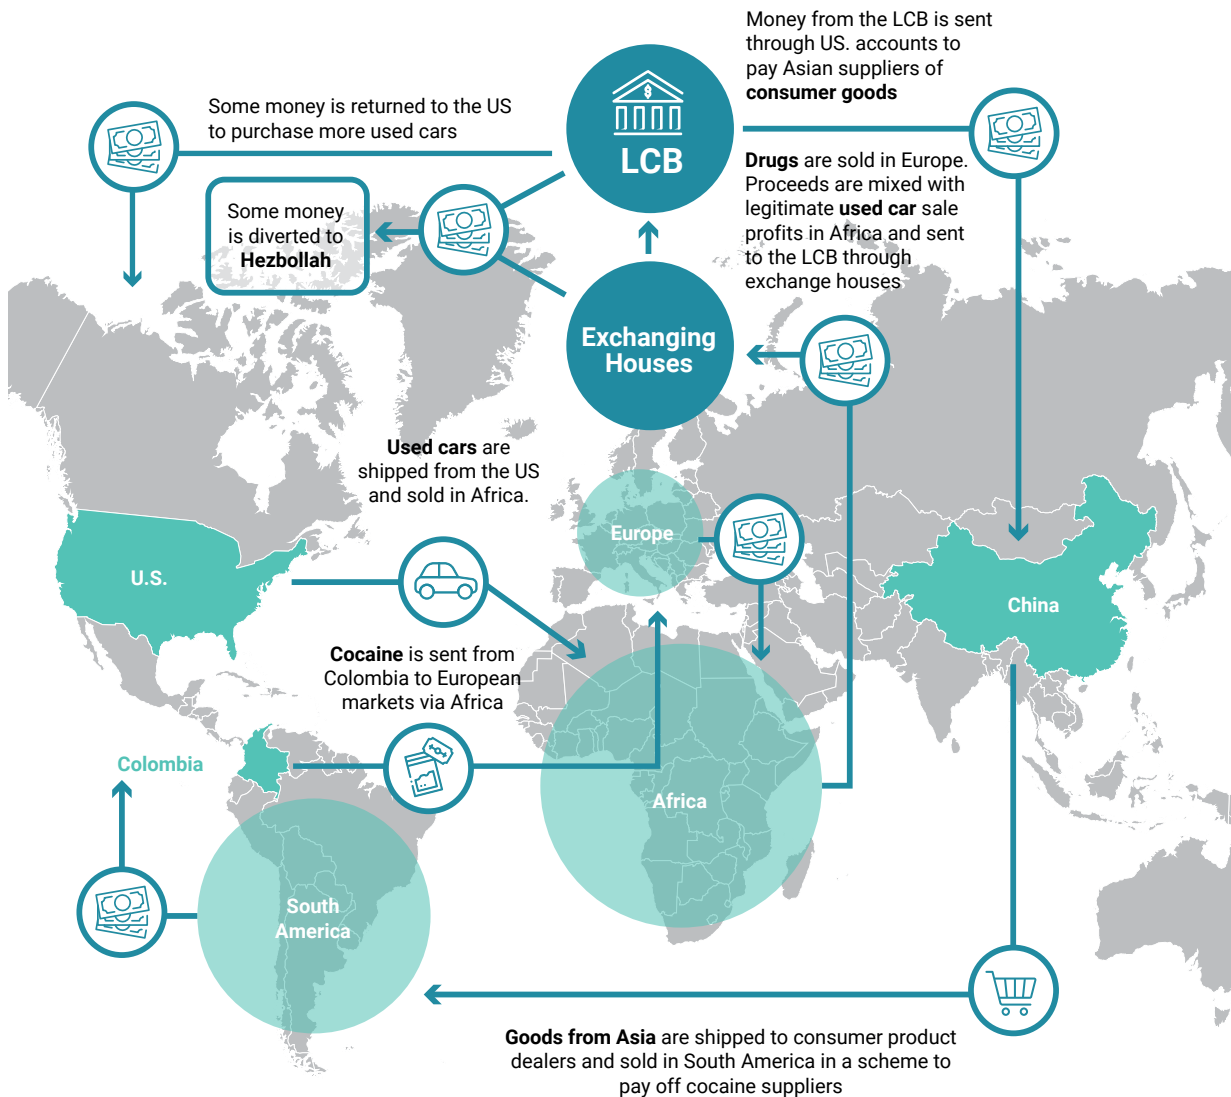 Money from the LCB is sent
through US. accounts to
pay Asian suppliers of
consumer goods
Some money is returned to the US
to purchase more used cars
LCB
Drugs are sold in Europe.
Proceeds are mixed with
legitimate used car sale
profits in Africa and sent
to the LCB through
exchange houses
Some money
is diverted to
Hezbollah
Exchanging
Houses
Used cars are
shipped from the US
and sold in Africa.
Europe
U.S.
China
Cocaine is sent from
Colombia to European
markets via Africa
Colombia
Africa
South
America
Goods from Asia are shipped to consumer product
dealers and sold in South America in a scheme to
pay off cocaine suppliers